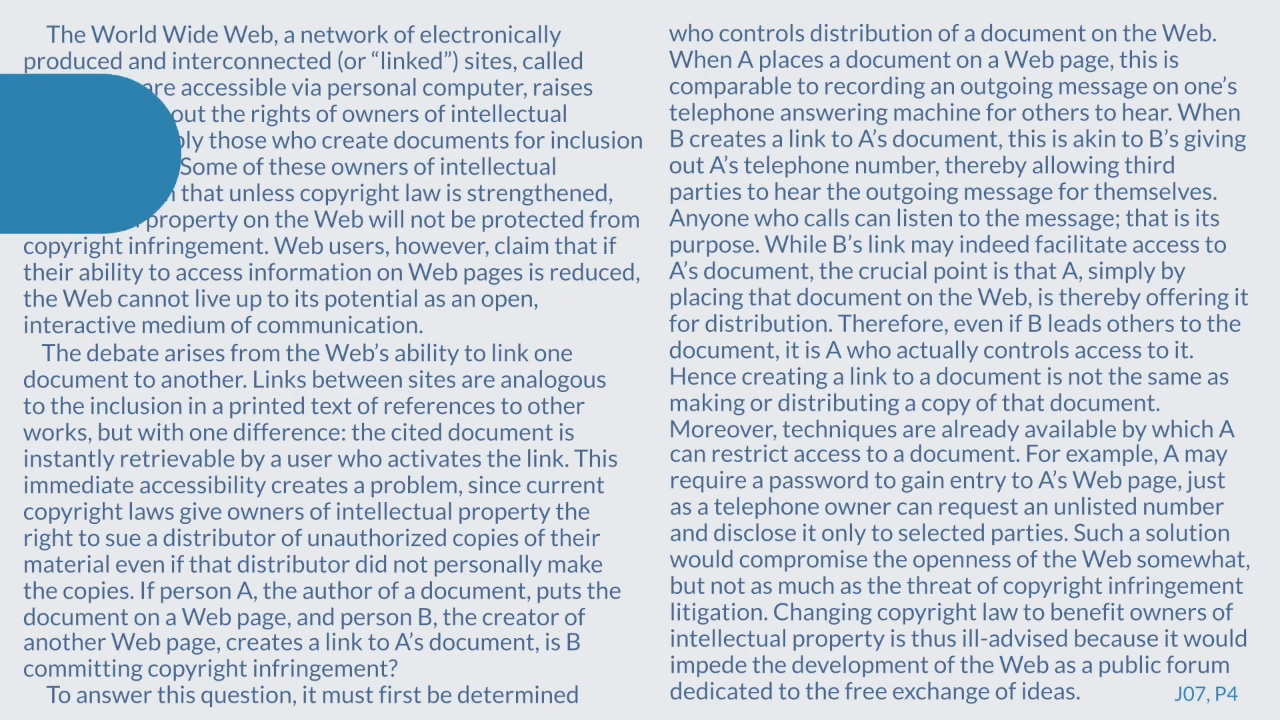 The World Wide Web, a network of electronically
produced and interconnected (or “linked”) sites, called
are accessible via personal computer, raises
out the rights of owners of intellectual
those who create documents for inclusion
Some of these owners of intellectual
that unless copyright law is strengthened,
property on the Web will not be protected from
copyright infringement. Web users, however, claim that if
their ability to access information on Web pages is reduced,
the Web cannot live up to its potential as an open,
interactive medium of communication.
The debate arises from the Web’s ability to link one
document to another. Links between sites are analogous
to the inclusion in a printed text of references to other
works, but with one difference: the cited document is
instantly retrievable by a user who activates the link. This
immediate accessibility creates a problem, since current
copyright laws give owners of intellectual property the
right to sue a distributor of unauthorized copies of their
material even if that distributor did not personally make
the copies. If person A, the author of a document, puts the
document on a Web page, and person B, the creator of
another Web page, creates a link to A’s document, is B
committing copyright infringement?
To answer this question, it must first be determined
who controls distribution of a document on the Web.
When A places a document on a Web page, this is
comparable to recording an outgoing message on one’s
telephone answering machine for others to hear. When
B creates a link to A’s document, this is akin to B’s giving
out A’s telephone number, thereby allowing third
parties to hear the outgoing message for themselves.
Anyone who calls can listen to the message; that is its
purpose. While B’s link may indeed facilitate access to
A’s document, the crucial point is that A, simply by
placing that document on the Web, is thereby offering it
for distribution. Therefore, even if B leads others to the
document, it is A who actually controls access to it.
Hence creating a link to a document is not the same as
making or distributing a copy of that document.
Moreover, techniques are already available by which A
can restrict access to a document. For example, A may
require a password to gain entry to A’s Web page, just
as a telephone owner can request an unlisted number
and disclose it only to selected parties. Such a solution
would compromise the openness of the Web somewhat,
but not as much as the threat of copyright infringement
litigation. Changing copyright law to benefit owners of
intellectual property is thus ill-advised because it would
impede the development of the Web as a public forum
dedicated to the free exchange of ideas.
J07, P4